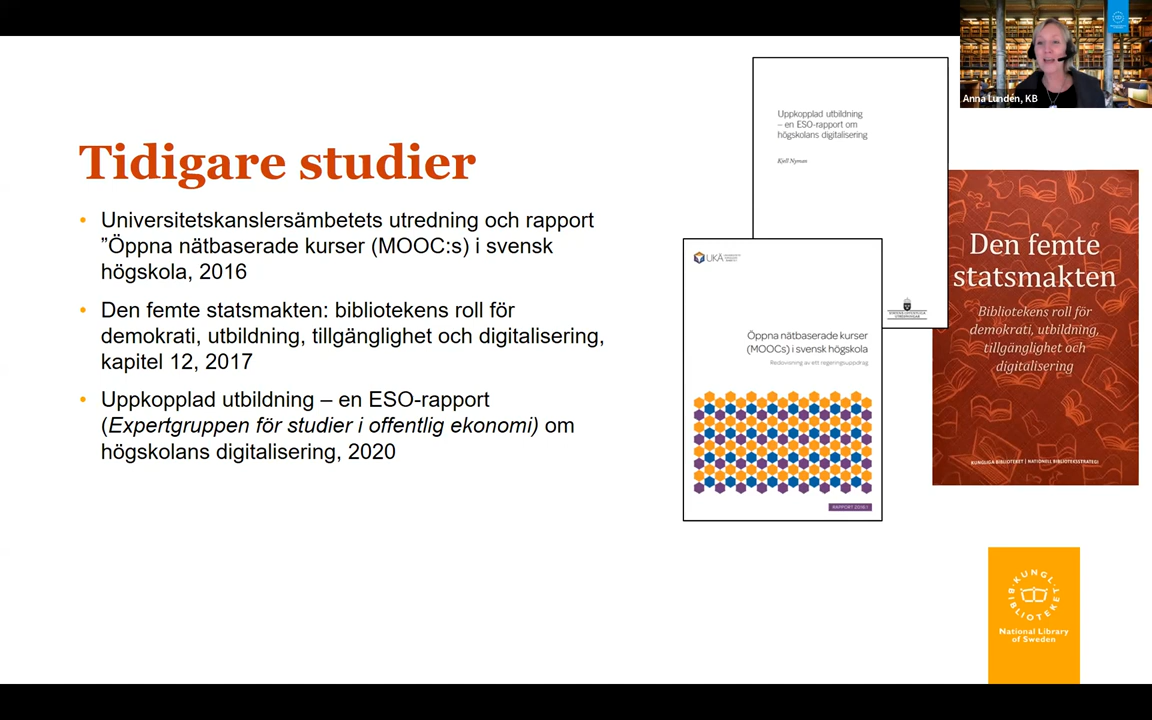 Anna Lundén, KB
Tidigare studier
• Universitetskanslersämbetets utredning och rapport
”Öppna nätbaserade kurser (MOOC:s) i svensk
högskola, 2016
• Den femte statsmakten: bibliotekens roll för
demokrati, utbildning, tillgänglighet och digitalisering,
kapitel 12, 2017
• Uppkopplad utbildning – en ESO-rapport
(Expertgruppen för studier i offentlig ekonomi) om
högskolans digitalisering, 2020
Uppkopplad utbildning
– en ESO-rapport om
högskolans digitalisering
Kjell Nyman
UKÄ
Öppna nätbaserade kurser
(MOOCs) i svensk högskola
Redovisning av ett regeringsuppdrag
RAPPORT 2016:1
Den femte
statsmakten
Bibliotekens roll för
demokrati, utbildning,
tillgänglighet och
digitalisering
KUNGLIGA BIBLIOTEKET | NATIONELL BIBLIOTEKSSTRATEGI
KUNGL.
BIBLIOTEKET
National Library
of Sweden